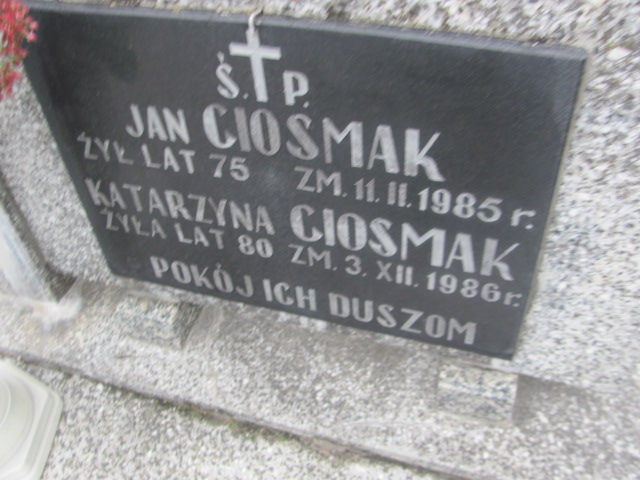 Ś. P.
JAN CIOSMAK
ŻYŁ LAT 75 ZM. 11. II. 1985 r.
KATARZYNA CIOSMAK
ŻYŁA LAT 80 ZM. 3. XII. 1986 r.
POKÓJ ICH DUSZOM